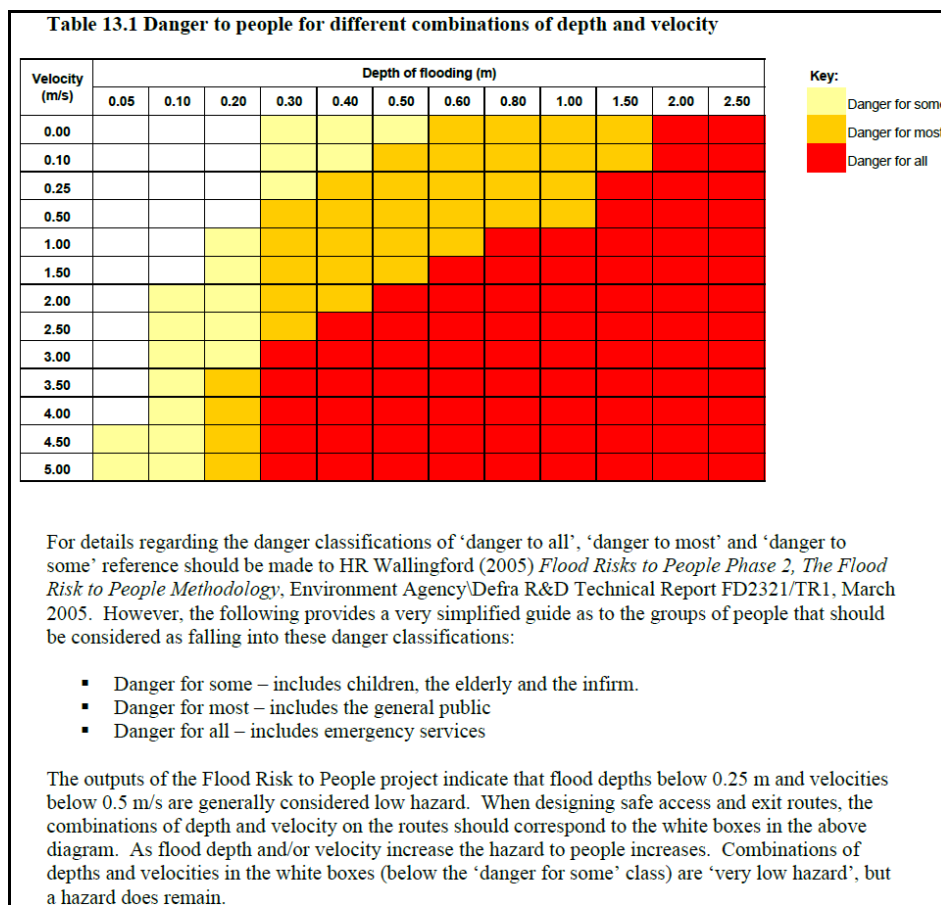 Table 13.1 Danger to people for different combinations of depth and velocity
Velocity (m/s) Depth of flooding (m)
0.05 0.10 0.20 0.30 0.40 0.50 0.60 0.80 1.00 1.50 2.00 2.50
0.00
0.10
0.25
0.50
1.00
1.50
2.00
2.50
3.00
3.50
4.00
4.50
5.00
Key:
Danger for some
Danger for most
Danger for all
For details regarding the danger classifications of ‘danger to all’, ‘danger to most’ and ‘danger to
some’ reference should be made to HR Wallingford (2005) Flood Risks to People Phase 2, The Flood
Risk to People Methodology, Environment Agency\Defra R&D Technical Report FD2321/TR1, March
2005. However, the following provides a very simplified guide as to the groups of people that should
be considered as falling into these danger classifications:
▪ Danger for some – includes children, the elderly and the infirm.
▪ Danger for most – includes the general public
▪ Danger for all – includes emergency services
The outputs of the Flood Risk to People project indicate that flood depths below 0.25 m and velocities
below 0.5 m/s are generally considered low hazard. When designing safe access and exit routes, the
combinations of depth and velocity on the routes should correspond to the white boxes in the above
diagram. As flood depth and/or velocity increase the hazard to people increases. Combinations of
depths and velocities in the white boxes (below the ‘danger for some’ class) are ‘very low hazard’, but
a hazard does remain.